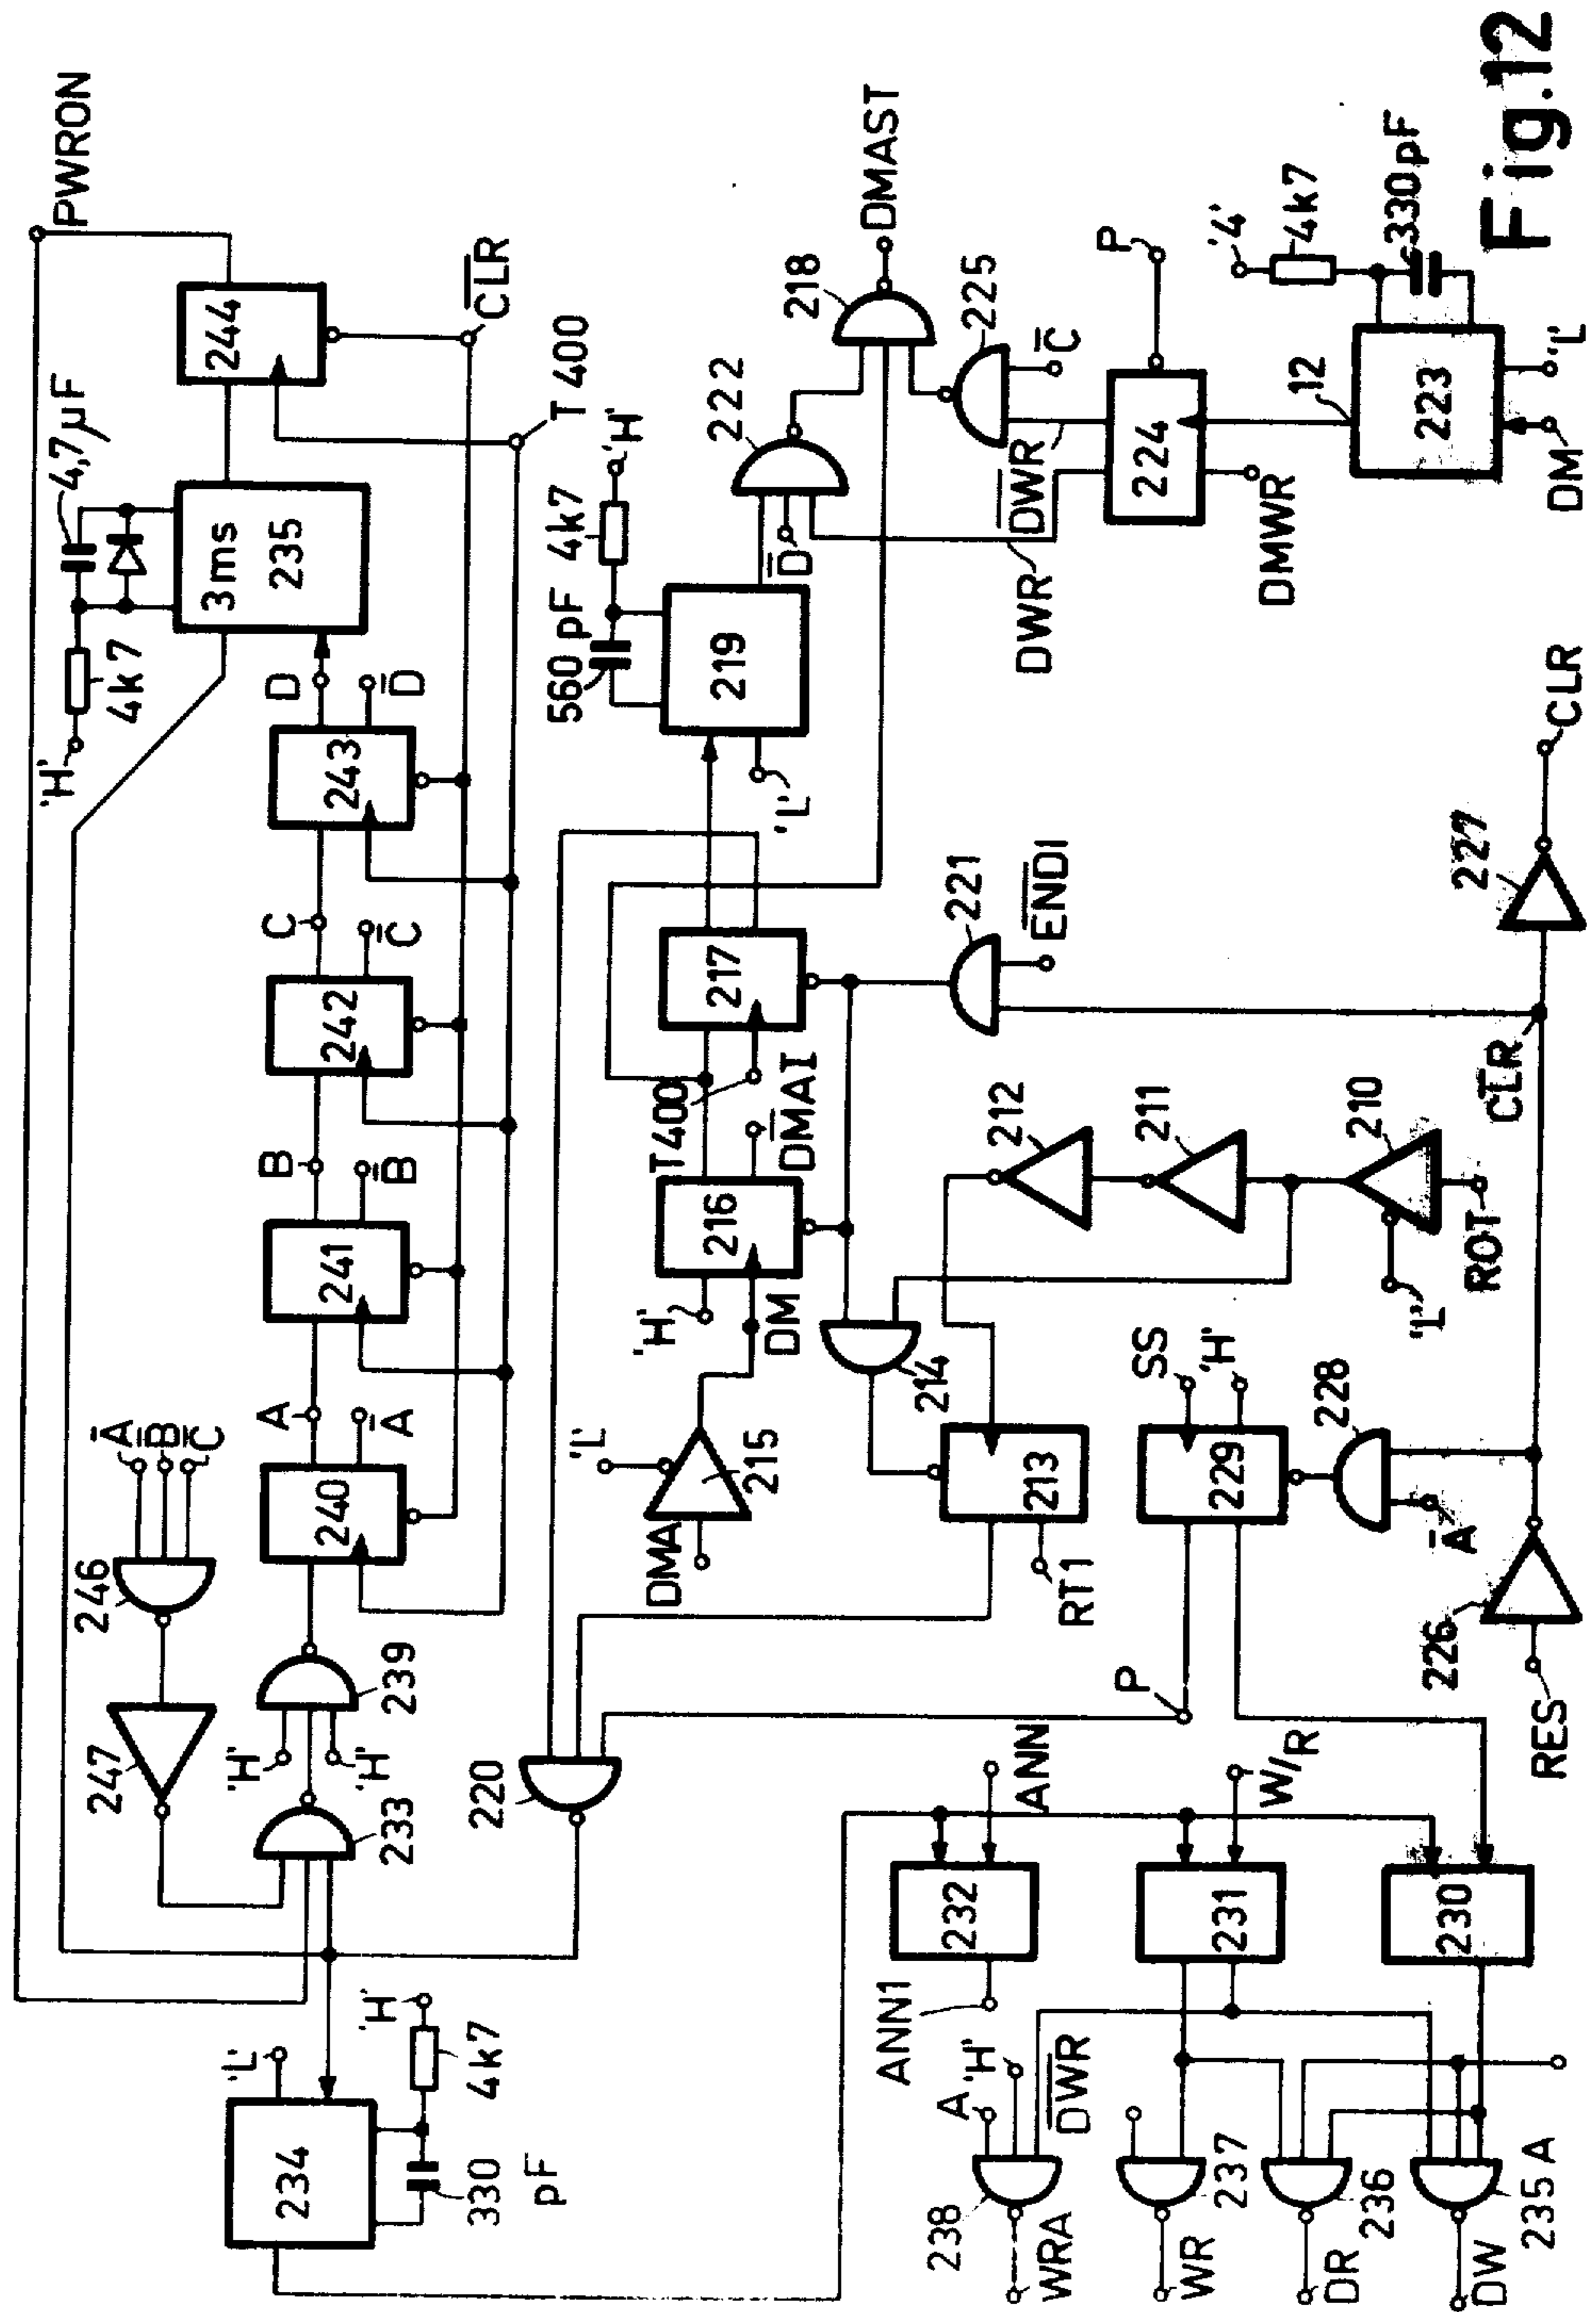 PWRON
'H'
4k7
4,7µF
3ms
235
244
CLR
T 400
D
D
243
C
C
242
B
B
241
A
A
240
A
B
C
246
247
239
'H'
'H'
233
234
'L'
'H'
4k7
330
pF
DMAST
218
222
225
C
P
'H'
4k7
560 pF
219
'L'
D
DWR
DWR
224
DMWR
12
223
'4'
4k7
330pF
DM
'L'
217
T400
DMAI
216
'H'
DM
'L'
215
DMA
221
ENDI
212
211
210
'L'
ROT
214
213
RT1
220
P
SS
'H'
229
228
A
226
RES
CLR
227
CLR
ANN
W/R
232
231
230
ANN1
A
'H'
DWR
238
WRA
237
WR
236
DR
235 A
DW
Fig.12